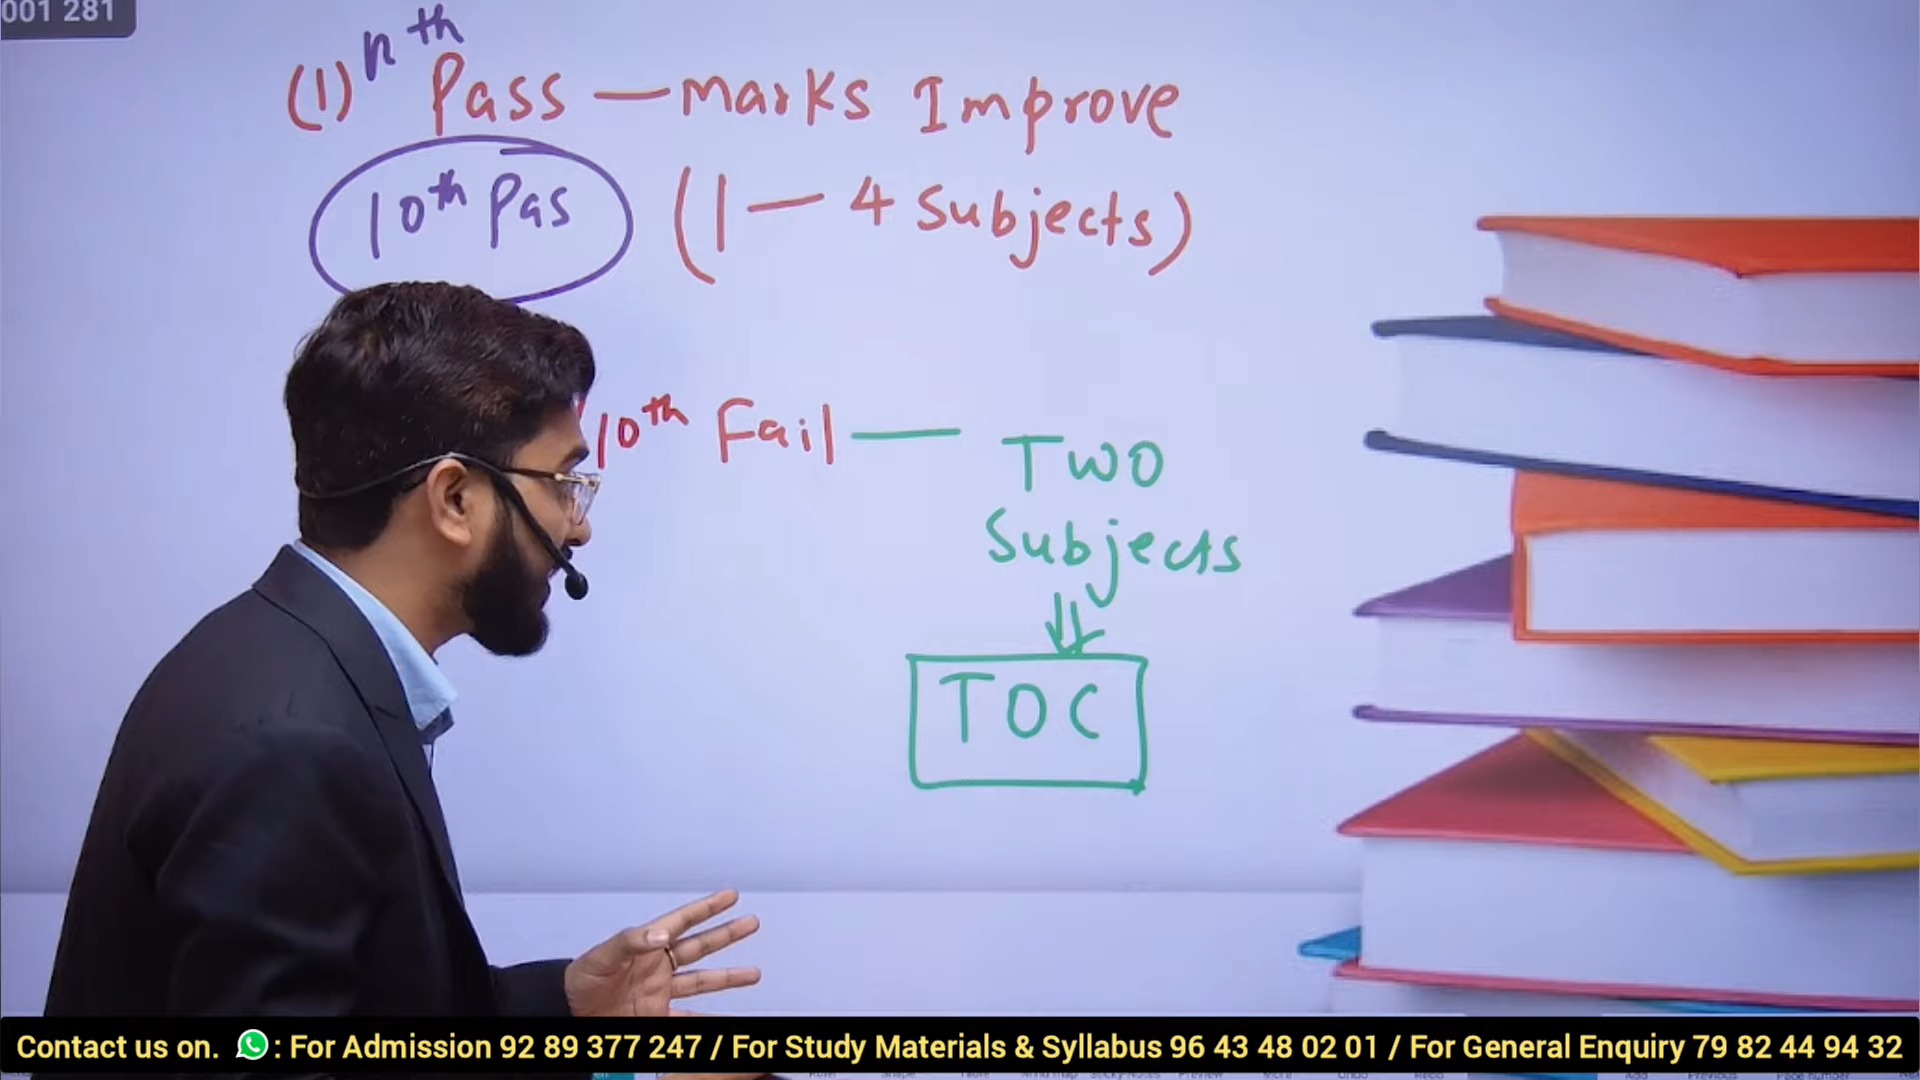 001 281
nth
(1) Pass — Marks Improve
10th Pas (1 — 4 Subjects)
10th Fail — TWO
Subjects
TOC
Contact us on. : For Admission 92 89 377 247 / For Study Materials & Syllabus 96 43 48 02 01 / For General Enquiry 79 82 44 94 32